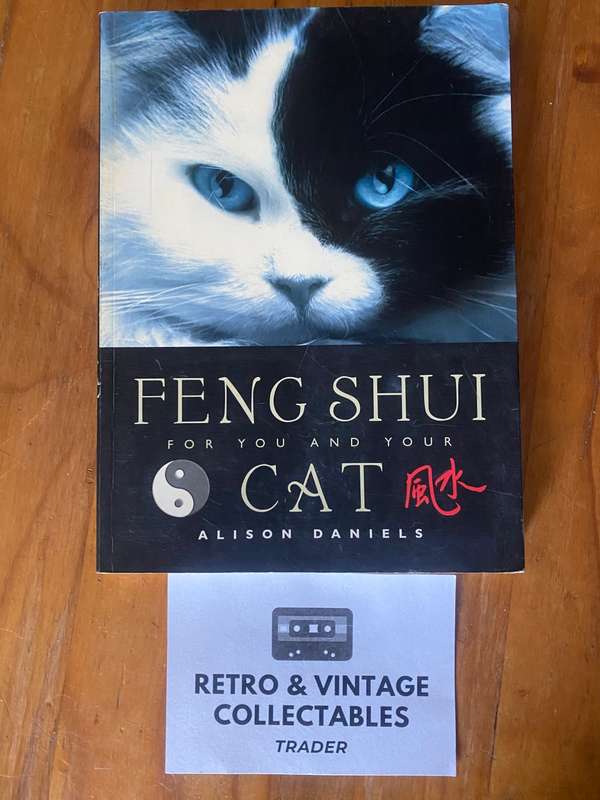 FENG SHUI
FOR YOU AND YOUR
CAT 風水
ALISON DANIELS
RETRO & VINTAGE
COLLECTABLES
TRADER